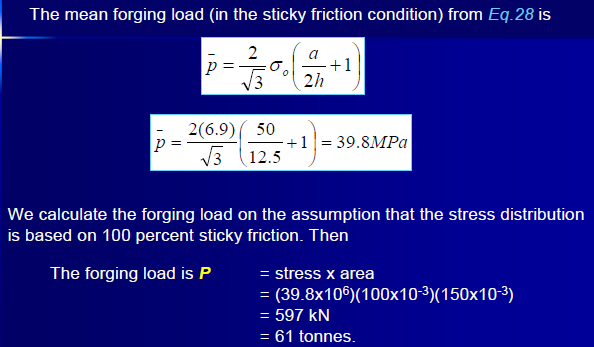 The mean forging load (in the sticky friction condition) from Eq.28 is
p̄ = 2/√3 σₒ (a/2h + 1)
p̄ = 2(6.9)/√3 (50/12.5 + 1) = 39.8MPa
We calculate the forging load on the assumption that the stress distribution
is based on 100 percent sticky friction. Then
The forging load is P = stress x area
= (39.8x10⁶)(100x10⁻³)(150x10⁻³)
= 597 kN
= 61 tonnes.